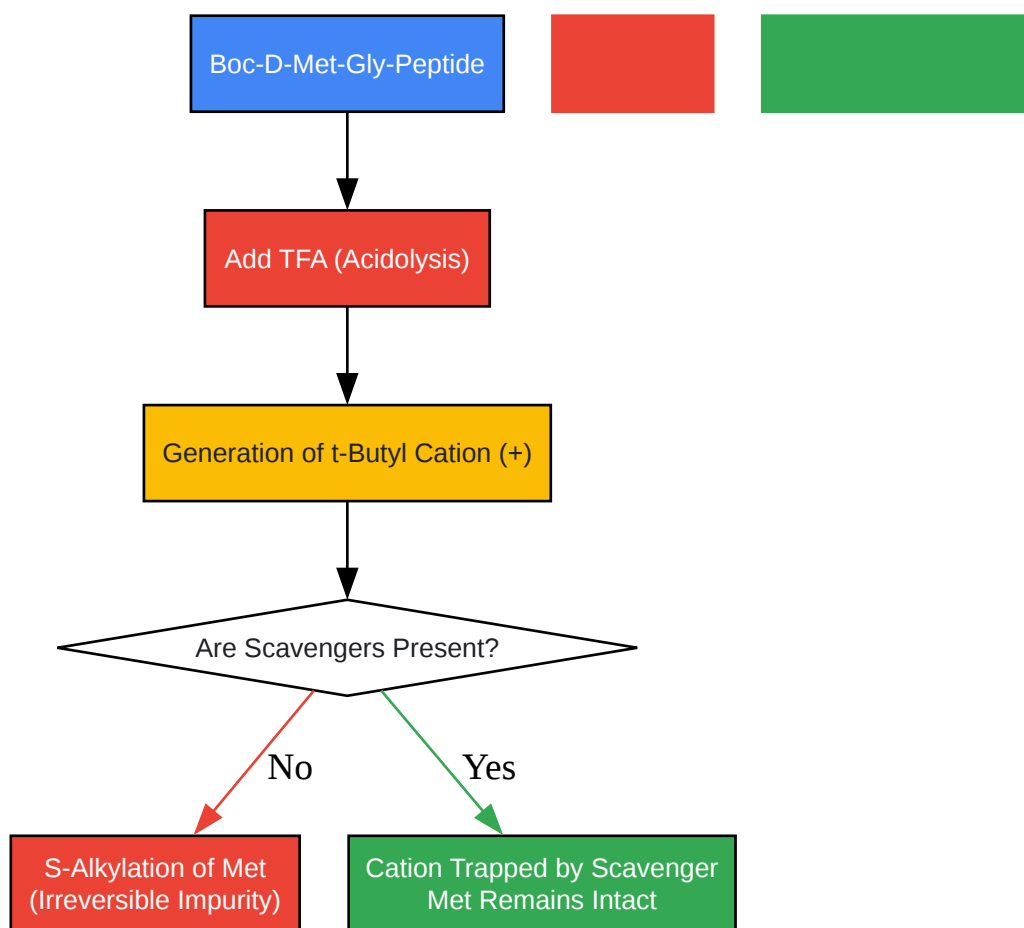 Boc-D-Met-Gly-Peptide
Add TFA (Acidolysis)
Generation of t-Butyl Cation (+)
Are Scavengers Present?
No
Yes
S-Alkylation of Met
(Irreversible Impurity)
Cation Trapped by Scavenger
Met Remains Intact